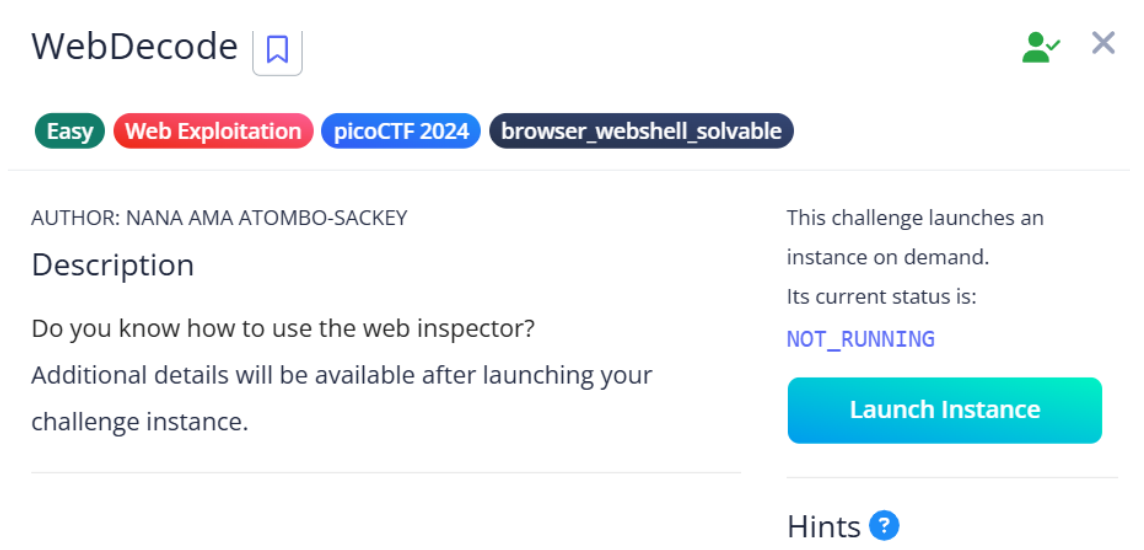 WebDecode
Easy Web Exploitation picoCTF 2024 browser_webshell_solvable
AUTHOR: NANA AMA ATOMBO-SACKEY
Description
Do you know how to use the web inspector?
Additional details will be available after launching your
challenge instance.
This challenge launches an
instance on demand.
Its current status is:
NOT_RUNNING
Launch Instance
Hints ?